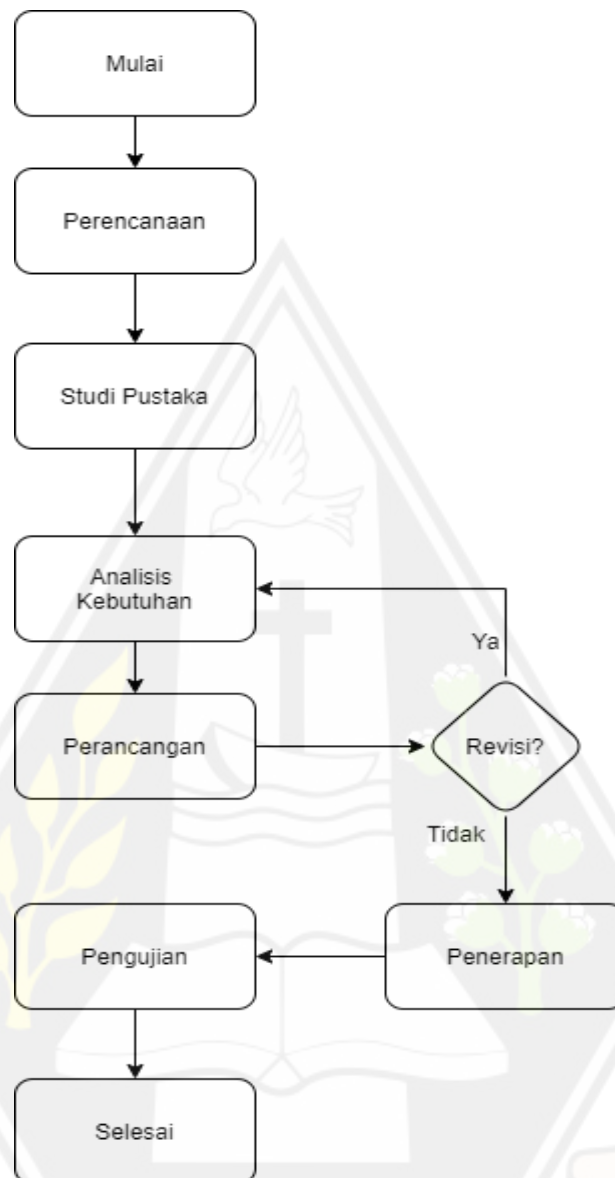 Mulai
Perencanaan
Studi Pustaka
Analisis
Kebutuhan
Ya
Perancangan
Revisi?
Tidak
Pengujian
Penerapan
Selesai